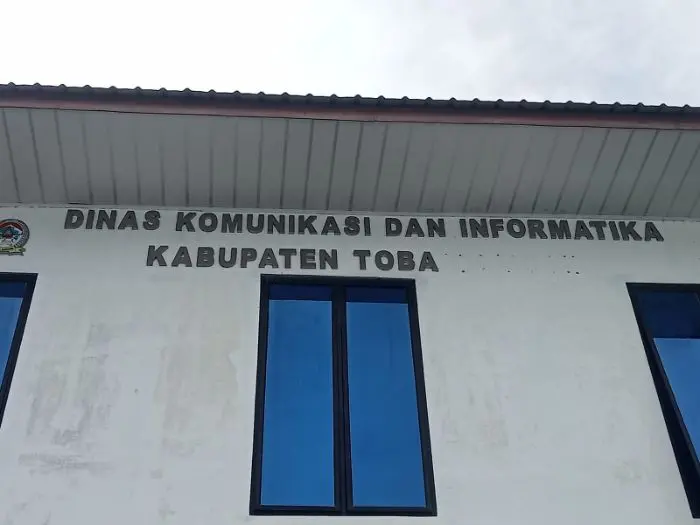 DINAS KOMUNIKASI DAN INFORMATIKA
KABUPATEN TOBA